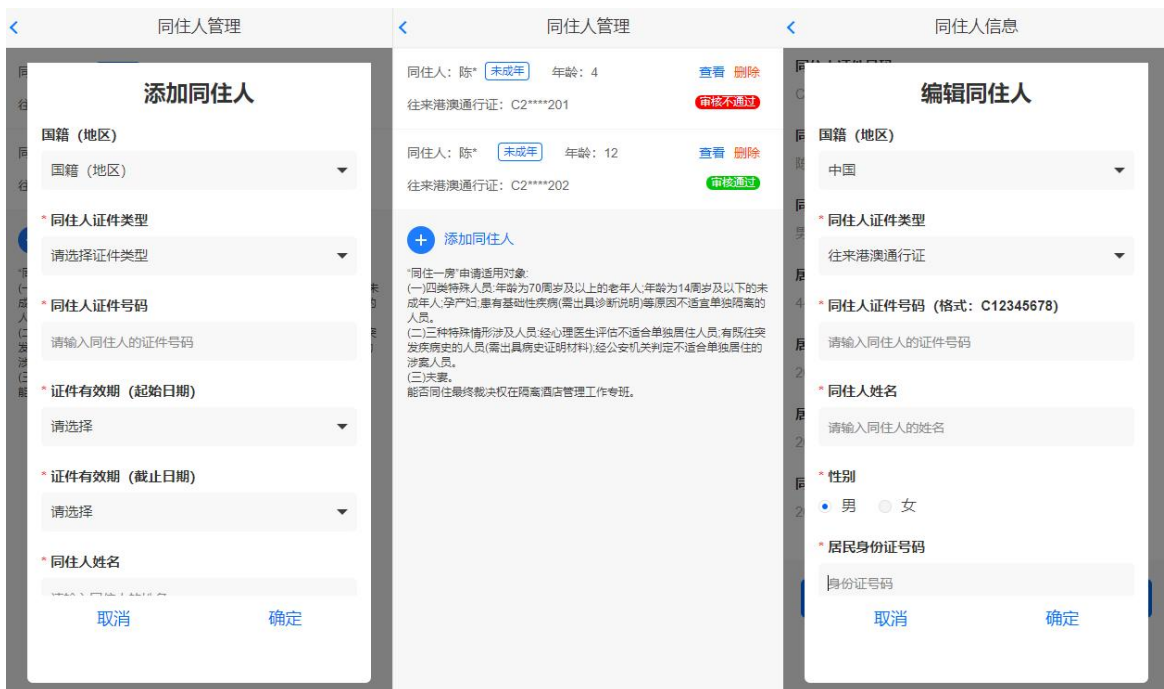 同住人管理
添加同住人
国籍（地区）
国籍（地区）
* 同住人证件类型
请选择证件类型
* 同住人证件号码
请输入同住人的证件号码
* 证件有效期（起始日期）
请选择
* 证件有效期（截止日期）
请选择
* 同住人姓名
取消 确定
同住人管理
同住人：陈* 未成年 年龄：4 查看 删除
往来港澳通行证：C2****201 审核不通过
同住人：陈* 未成年 年龄：12 查看 删除
往来港澳通行证：C2****202 审核通过
+ 添加同住人
"同住一房"申请适用对象:
(一)四类特殊人员:年龄为70周岁及以上的老年人;年龄为14周岁及以下的未
成年人;孕产妇;患有基础性疾病(需出具诊断说明)等原因不适宜单独隔离的
人员。
(二)三种特殊情形涉及人员:经心理医生评估不适合单独居住人员;有既往突
发疾病史的人员(需出具病史证明材料);经公安机关判定不适合单独居住的
涉案人员。
(三)夫妻。
能否同住最终裁决权在隔离酒店管理工作专班。
同住人信息
编辑同住人
国籍（地区）
中国
* 同住人证件类型
往来港澳通行证
* 同住人证件号码（格式：C12345678）
请输入同住人的证件号码
* 同住人姓名
请输入同住人的姓名
* 性别
男 女
* 居民身份证号码
身份证号码
取消 确定